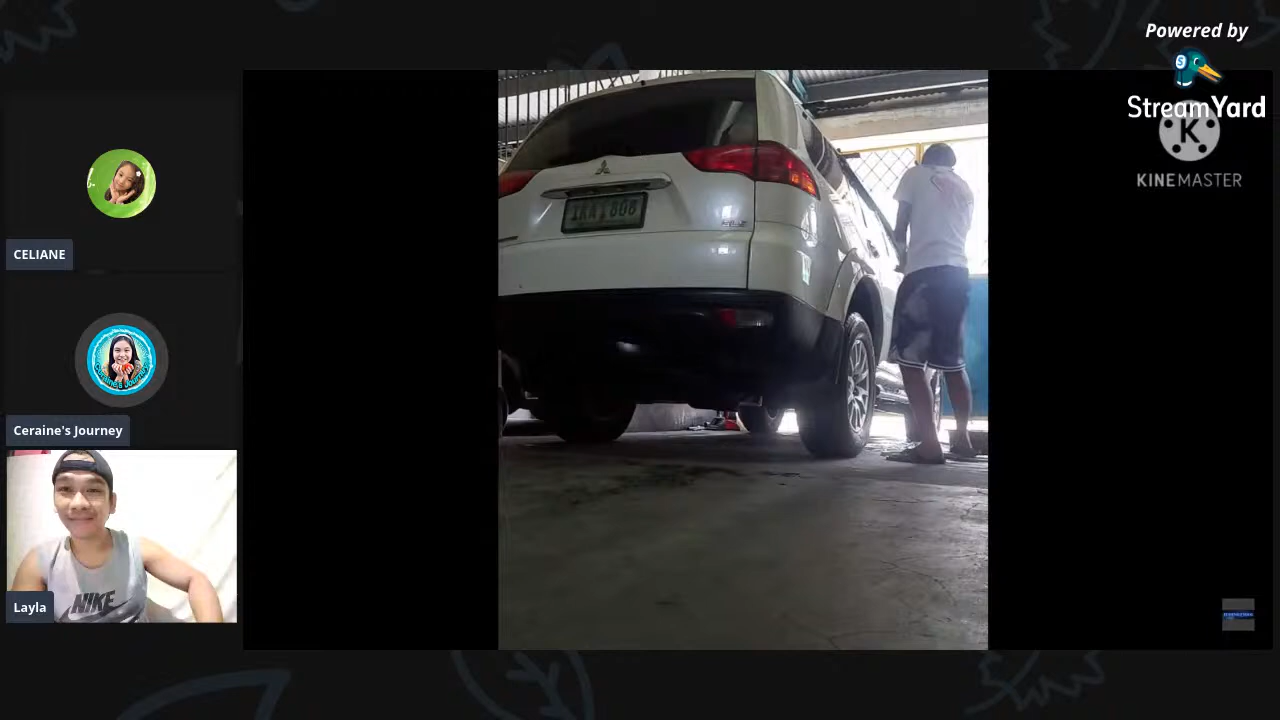 Powered by
StreamYard
KINEMASTER
CELIANE
Ceraine's Journey
NIKE
Layla